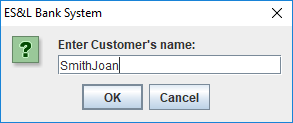 ES&L Bank System
Enter Customer's name:
SmithJoan
OK Cancel